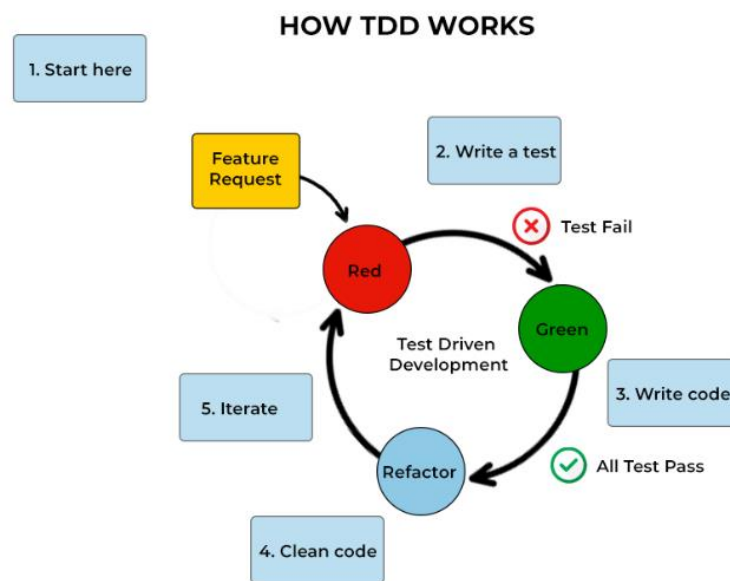 HOW TDD WORKS
1. Start here
2. Write a test
Feature
Request
Test Fail
Red
Green
Test Driven
Development
3. Write code
5. Iterate
All Test Pass
Refactor
4. Clean code